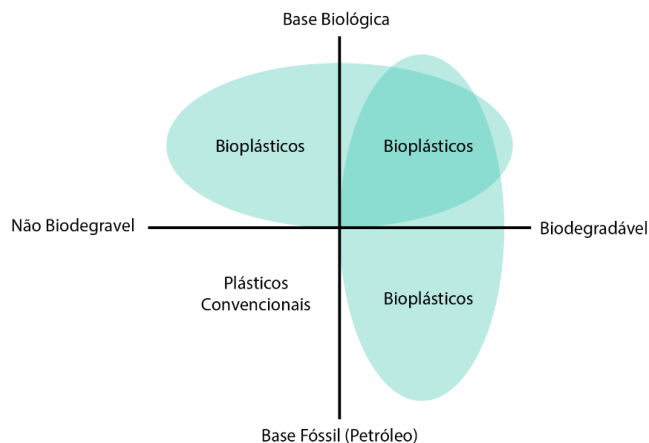 Base Biológica
Bioplásticos
Bioplásticos
Não Biodegravel
Biodegradável
Plásticos
Convencionais
Bioplásticos
Base Fóssil (Petróleo)